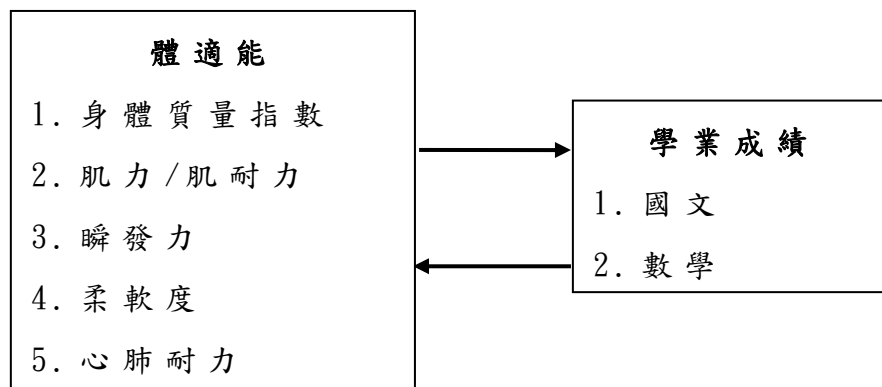 體適能
1. 身體質量指數
2. 肌力/肌耐力
3. 瞬發力
4. 柔軟度
5. 心肺耐力
學業成績
1. 國文
2. 數學